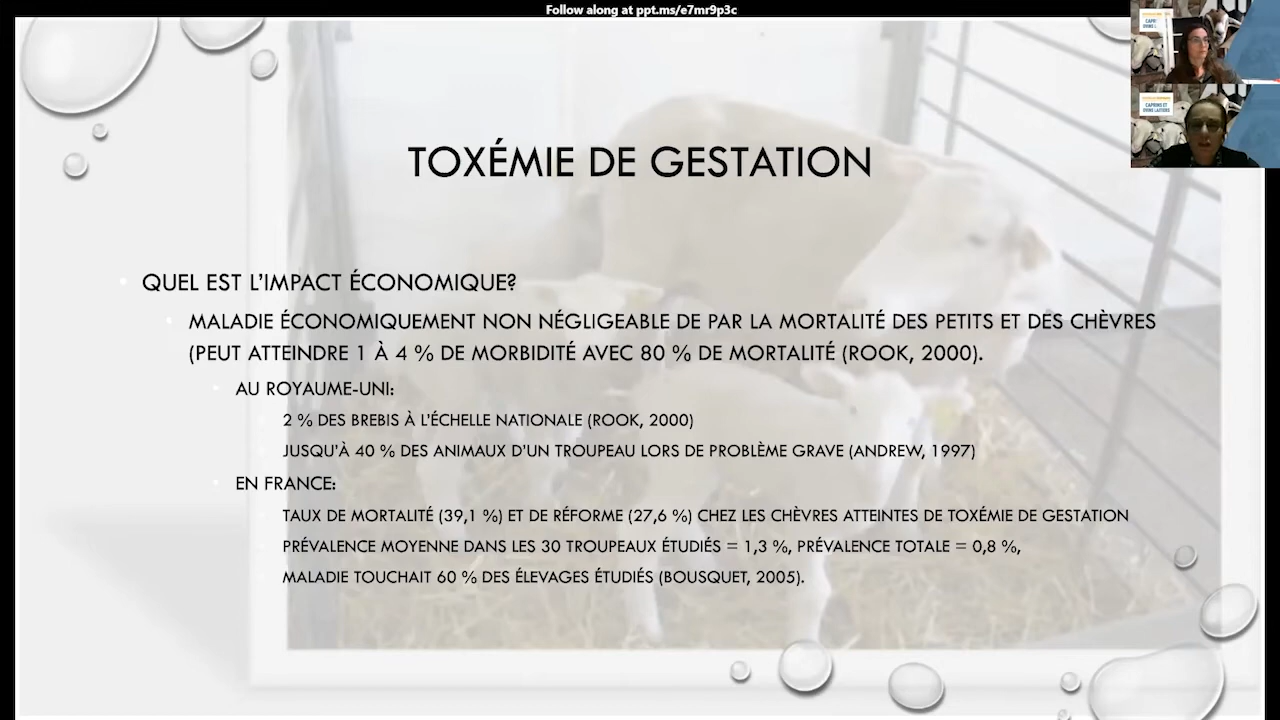 Follow along at ppt.ms/e7mr9p3c
TOXÉMIE DE GESTATION
QUEL EST L'IMPACT ÉCONOMIQUE?
MALADIE ÉCONOMIQUEMENT NON NÉGLIGEABLE DE PAR LA MORTALITÉ DES PETITS ET DES CHÈVRES
(PEUT ATTEINDRE 1 À 4 % DE MORBIDITÉ AVEC 80 % DE MORTALITÉ (ROOK, 2000).
AU ROYAUME-UNI:
2 % DES BREBIS À L'ÉCHELLE NATIONALE (ROOK, 2000)
JUSQU'À 40 % DES ANIMAUX D'UN TROUPEAU LORS DE PROBLÈME GRAVE (ANDREW, 1997)
EN FRANCE:
TAUX DE MORTALITÉ (39,1 %) ET DE RÉFORME (27,6 %) CHEZ LES CHÈVRES ATTEINTES DE TOXÉMIE DE GESTATION
PRÉVALENCE MOYENNE DANS LES 30 TROUPEAUX ÉTUDIÉS = 1,3 %, PRÉVALENCE TOTALE = 0,8 %,
MALADIE TOUCHAIT 60 % DES ÉLEVAGES ÉTUDIÉS (BOUSQUET, 2005).
CAPRINE ET
OVINE LAITIÈRE